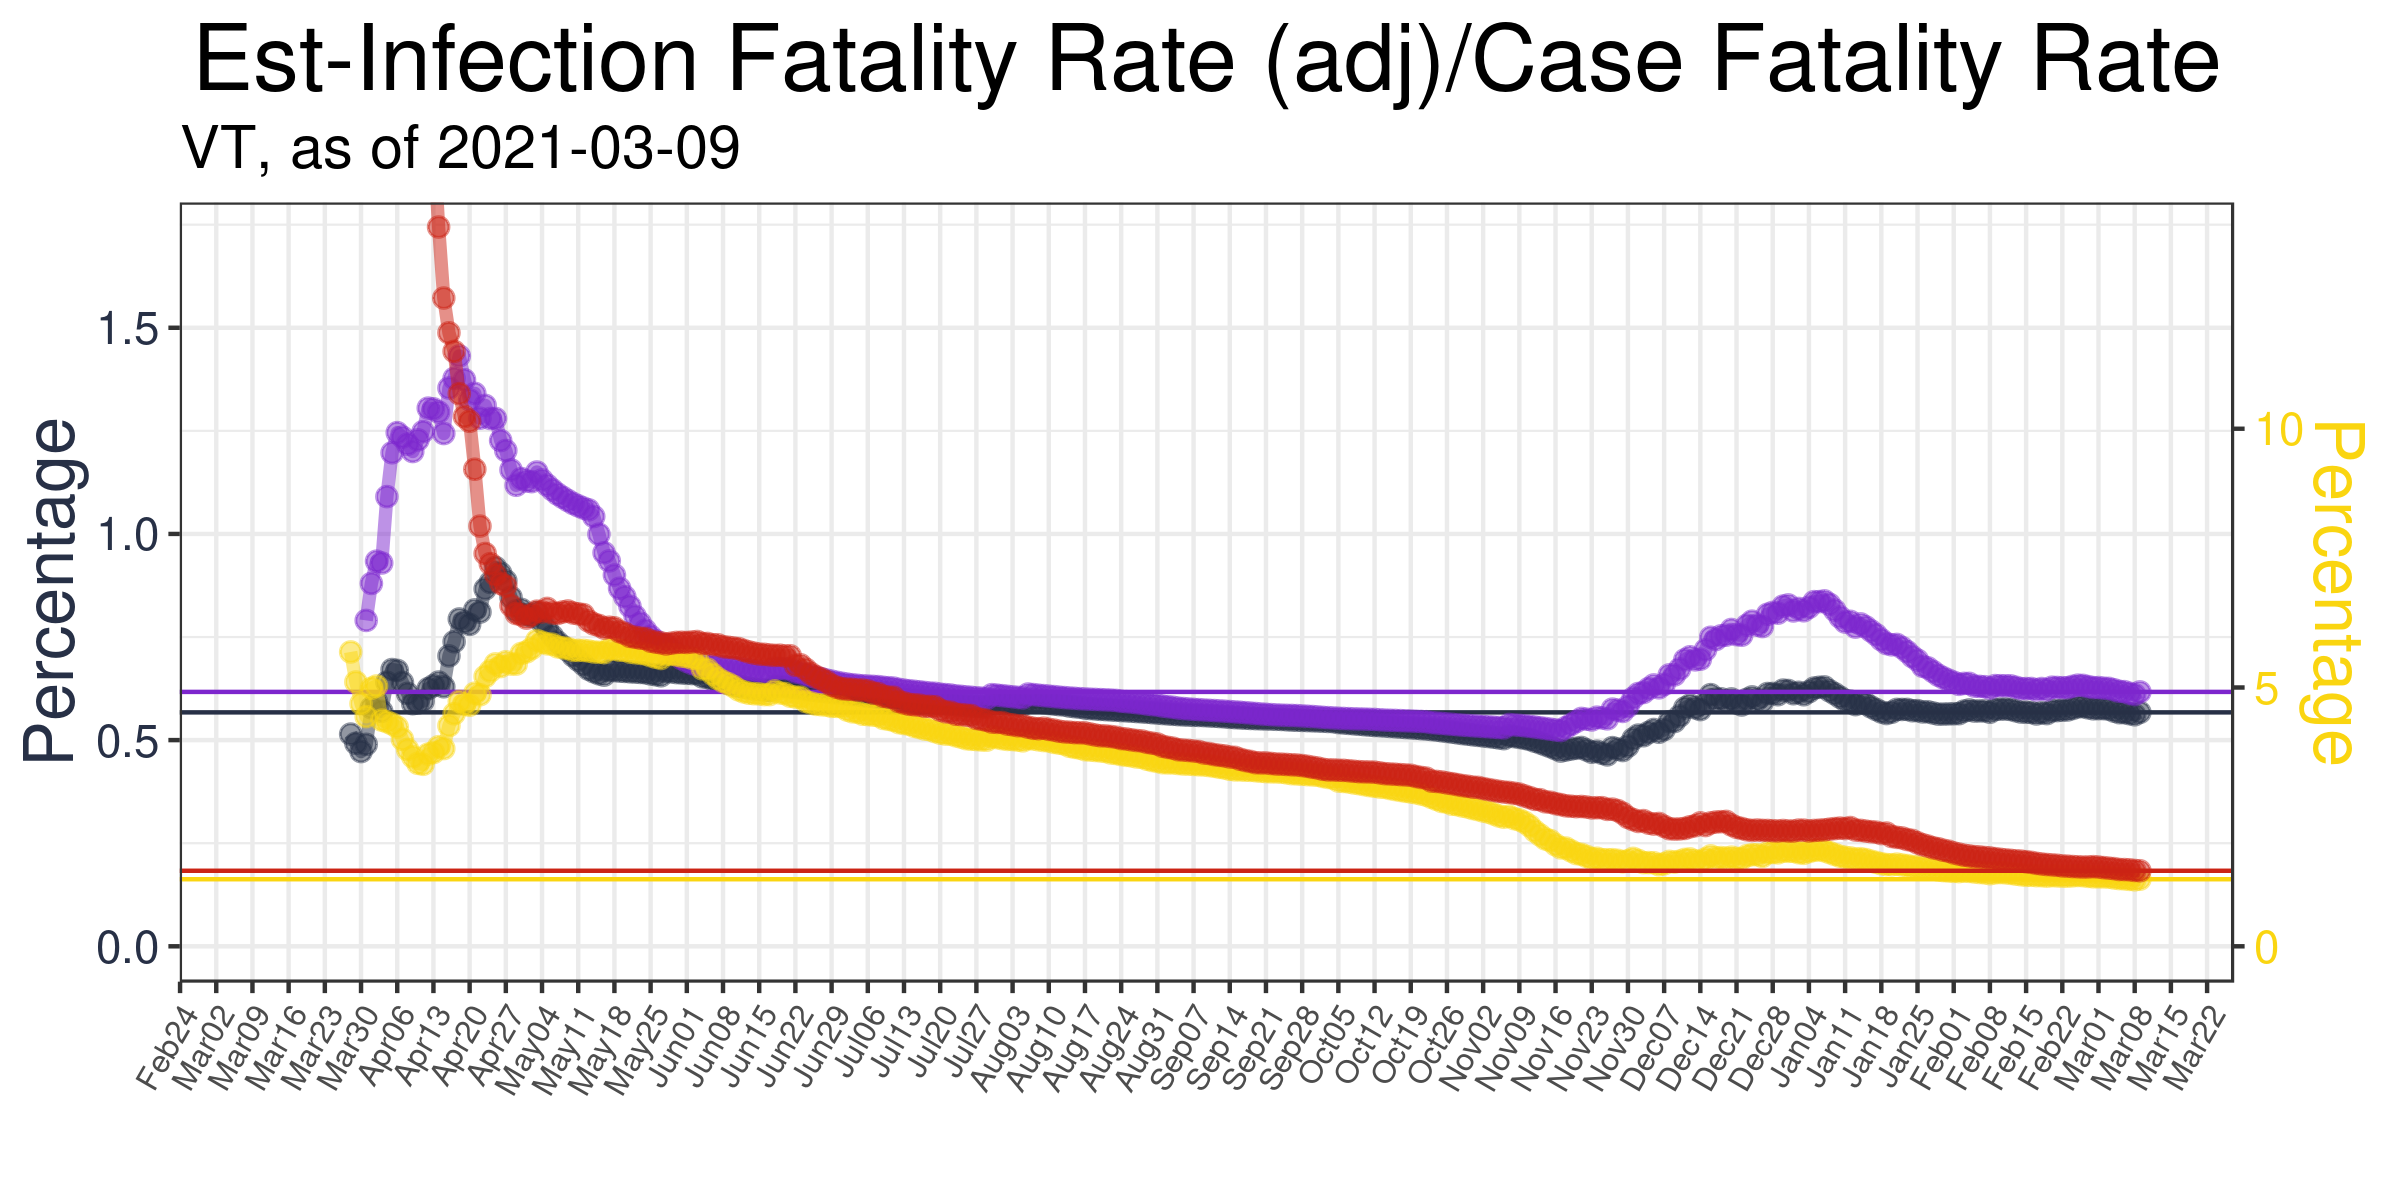 Est-Infection Fatality Rate (adj)/Case Fatality Rate
VT, as of 2021-03-09
Percentage
1.5
1.0
0.5
0.0
10
5
0
Percentage
Feb24
Mar02
Mar09
Mar16
Mar23
Mar30
Apr06
Apr13
Apr20
Apr27
May04
May11
May18
May25
Jun01
Jun08
Jun15
Jun22
Jun29
Jul06
Jul13
Jul20
Jul27
Aug03
Aug10
Aug17
Aug24
Aug31
Sep07
Sep14
Sep21
Sep28
Oct05
Oct12
Oct19
Oct26
Nov02
Nov09
Nov16
Nov23
Nov30
Dec07
Dec14
Dec21
Dec28
Jan04
Jan11
Jan18
Jan25
Feb01
Feb08
Feb15
Feb22
Mar01
Mar08
Mar15
Mar22